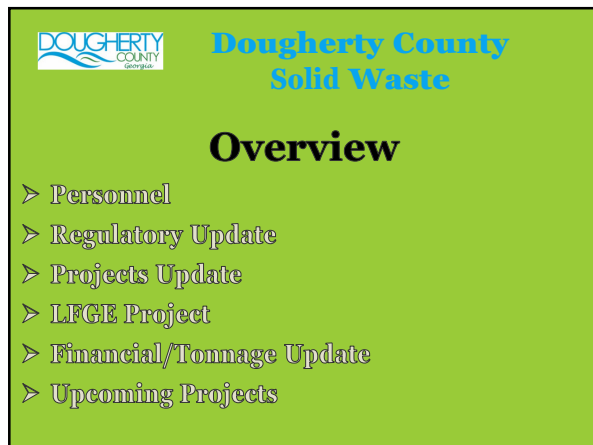 DOUGHERTY
COUNTY
Georgia
Dougherty County
Solid Waste
Overview
➢ Personnel
➢ Regulatory Update
➢ Projects Update
➢ LFGE Project
➢ Financial/Tonnage Update
➢ Upcoming Projects